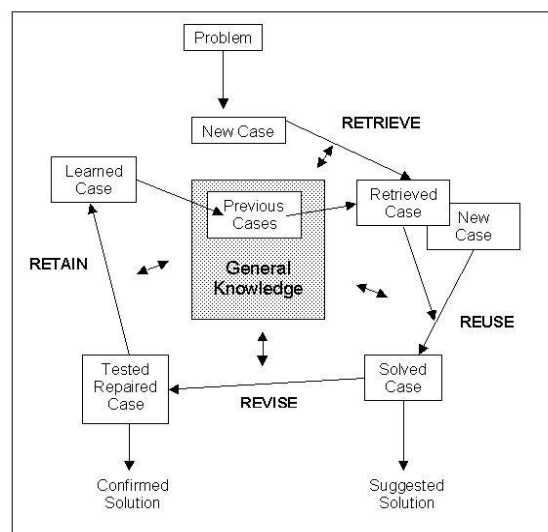 Problem
New Case
RETRIEVE
Learned
Case
Previous
Cases
Retrieved
Case
New
Case
RETAIN
General
Knowledge
REUSE
Tested
Repaired
Case
REVISE
Solved
Case
Confirmed
Solution
Suggested
Solution